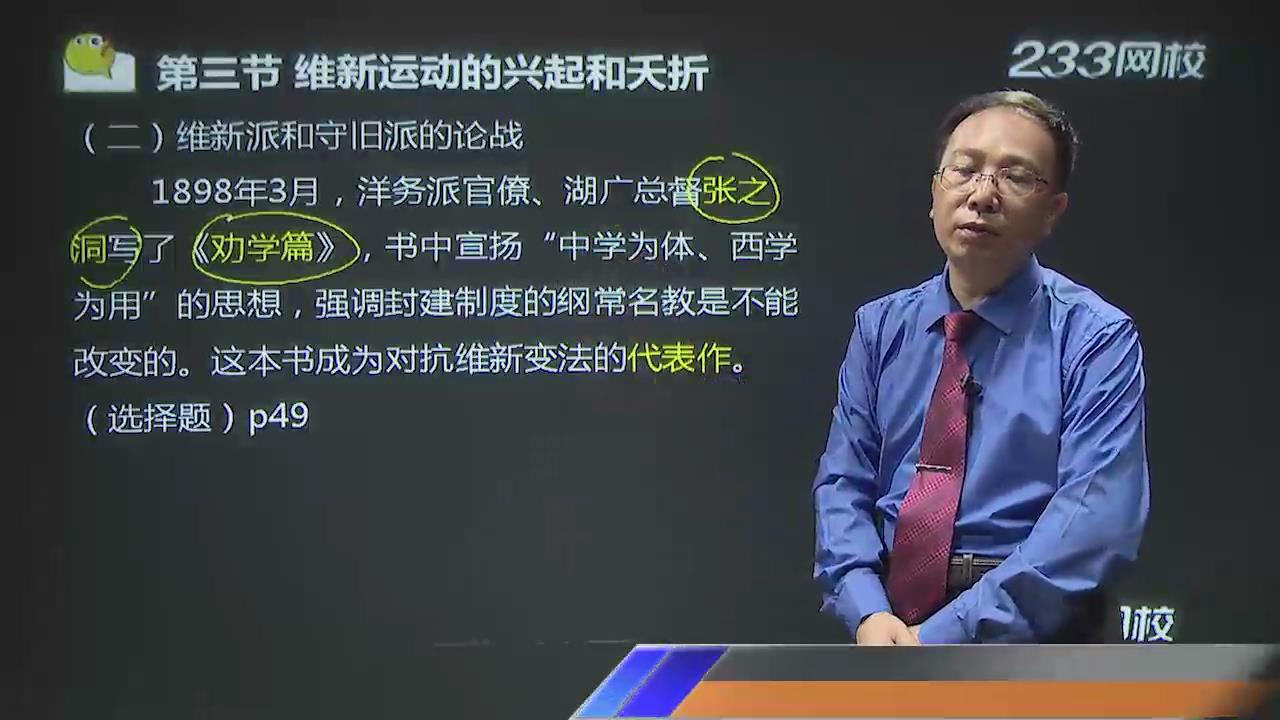 第三节 维新运动的兴起和夭折
233网校
（二）维新派和守旧派的论战
1898年3月，洋务派官僚、湖广总督张之
洞写了《劝学篇》，书中宣扬“中学为体、西学
为用”的思想，强调封建制度的纲常名教是不能
改变的。这本书成为对抗维新变法的代表作。
（选择题）p49
校